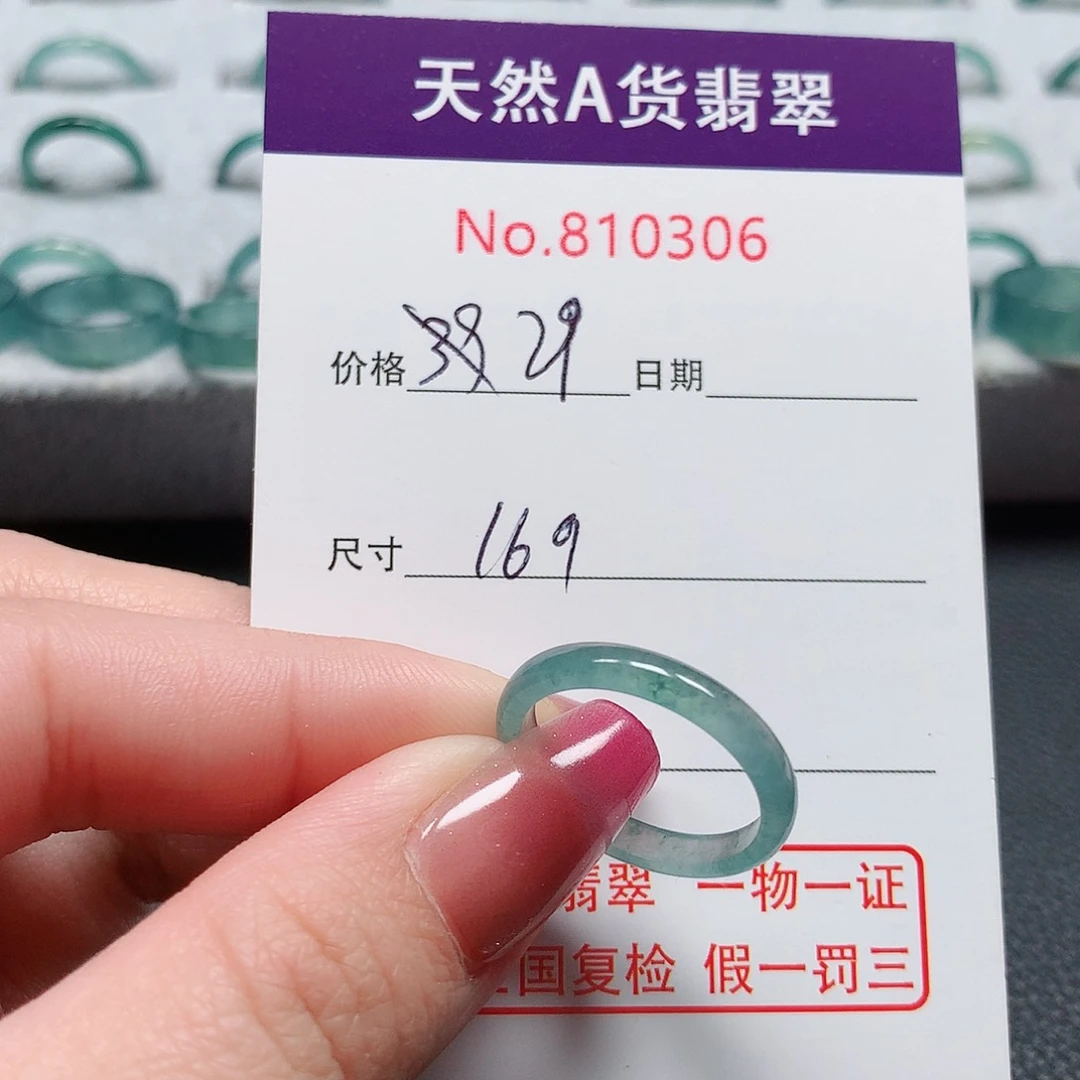 天然A货翡翠
No.810306
价格 38 29 日期
尺寸 169
翡翠 一物一证
国复检 假一罚三